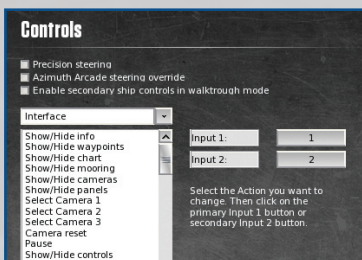 Controls
Precision steering
Azimuth Arcade steering override
Enable secondary ship controls in walktrough mode
Interface
Show/Hide info
Show/Hide waypoints
Show/Hide chart
Show/Hide mooring
Show/Hide cameras
Show/Hide panels
Select Camera 1
Select Camera 2
Select Camera 3
Camera reset
Pause
Show/Hide controls
Input 1: 1
Input 2: 2
Select the Action you want to
change. Then click on the
primary Input 1 button or
secondary Input 2 button.